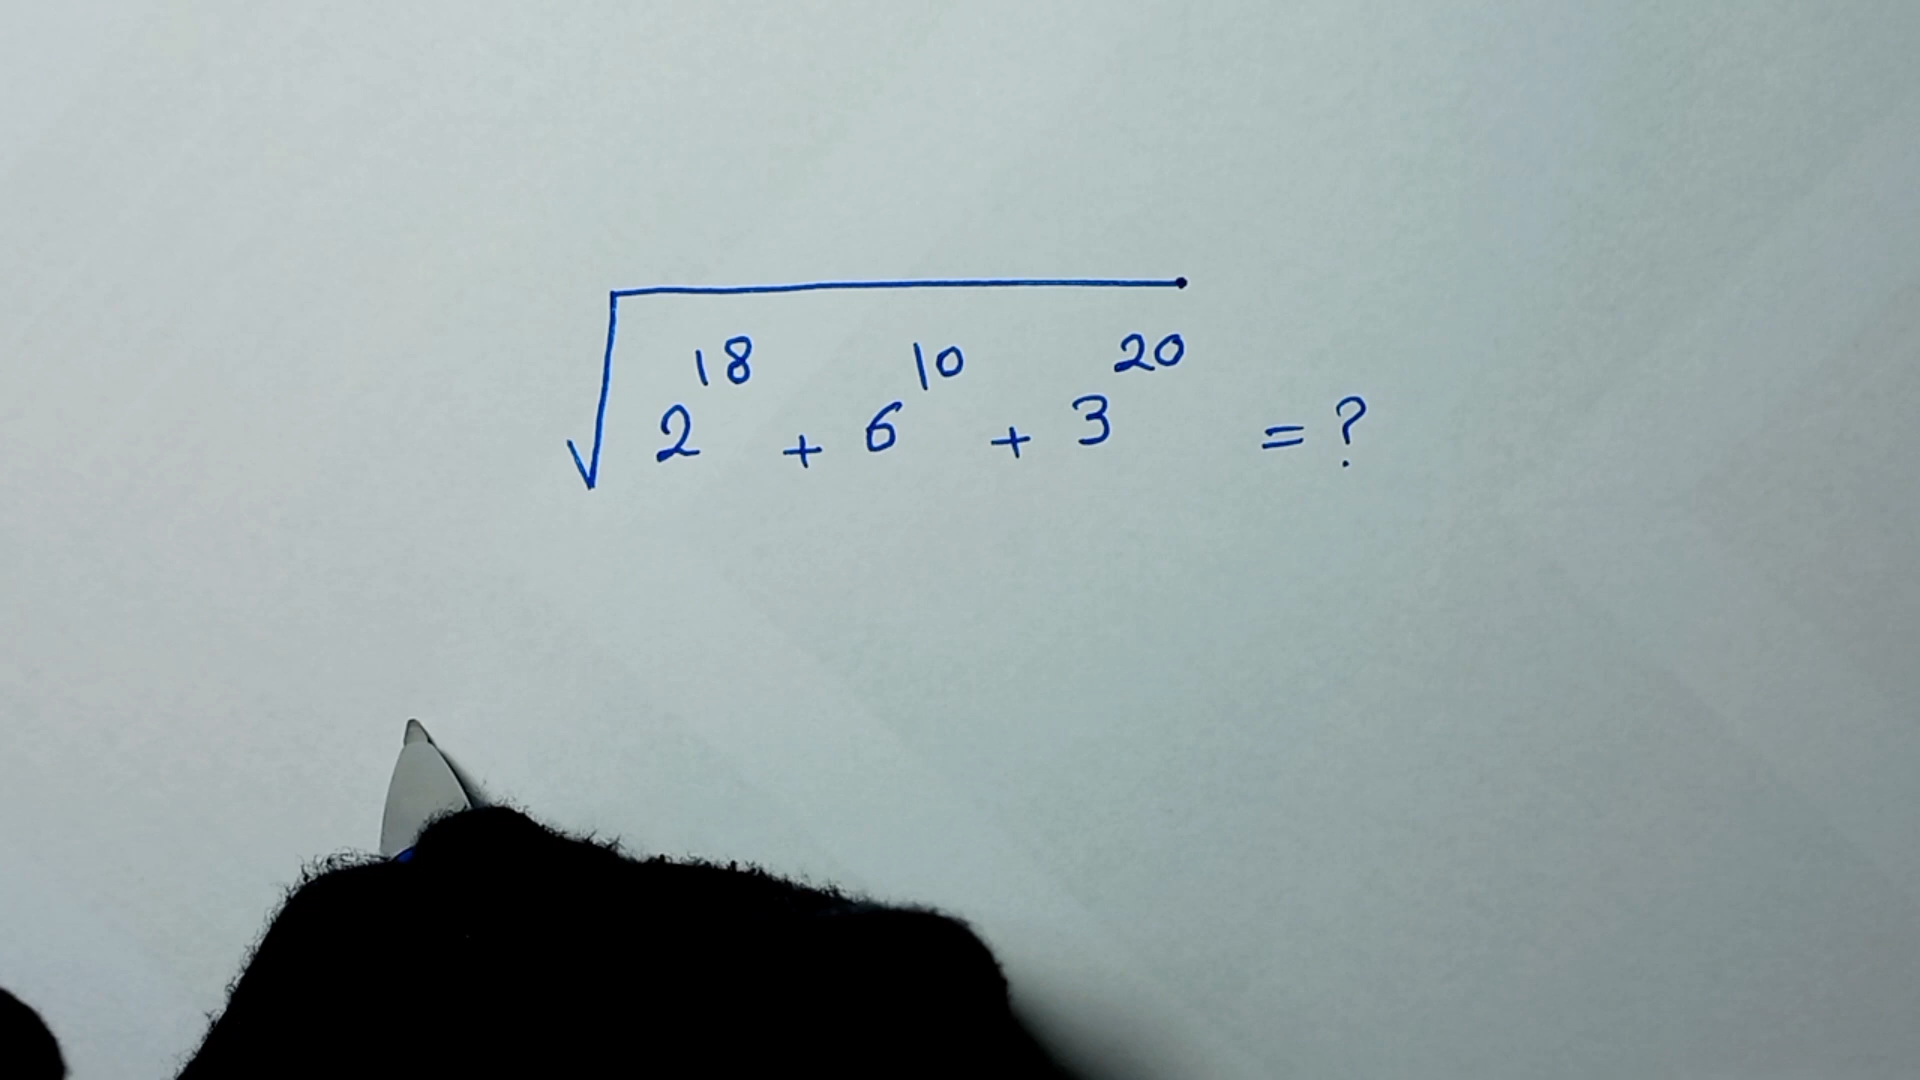 √(2^18 + 6^10 + 3^20) = ?